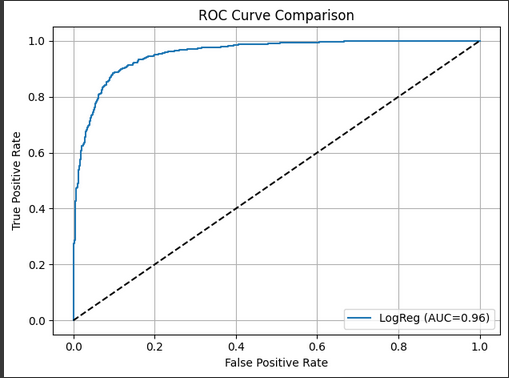 ROC Curve Comparison
1.0
0.8
0.6
0.4
0.2
0.0
True Positive Rate
LogReg (AUC=0.96)
0.0 0.2 0.4 0.6 0.8 1.0
False Positive Rate